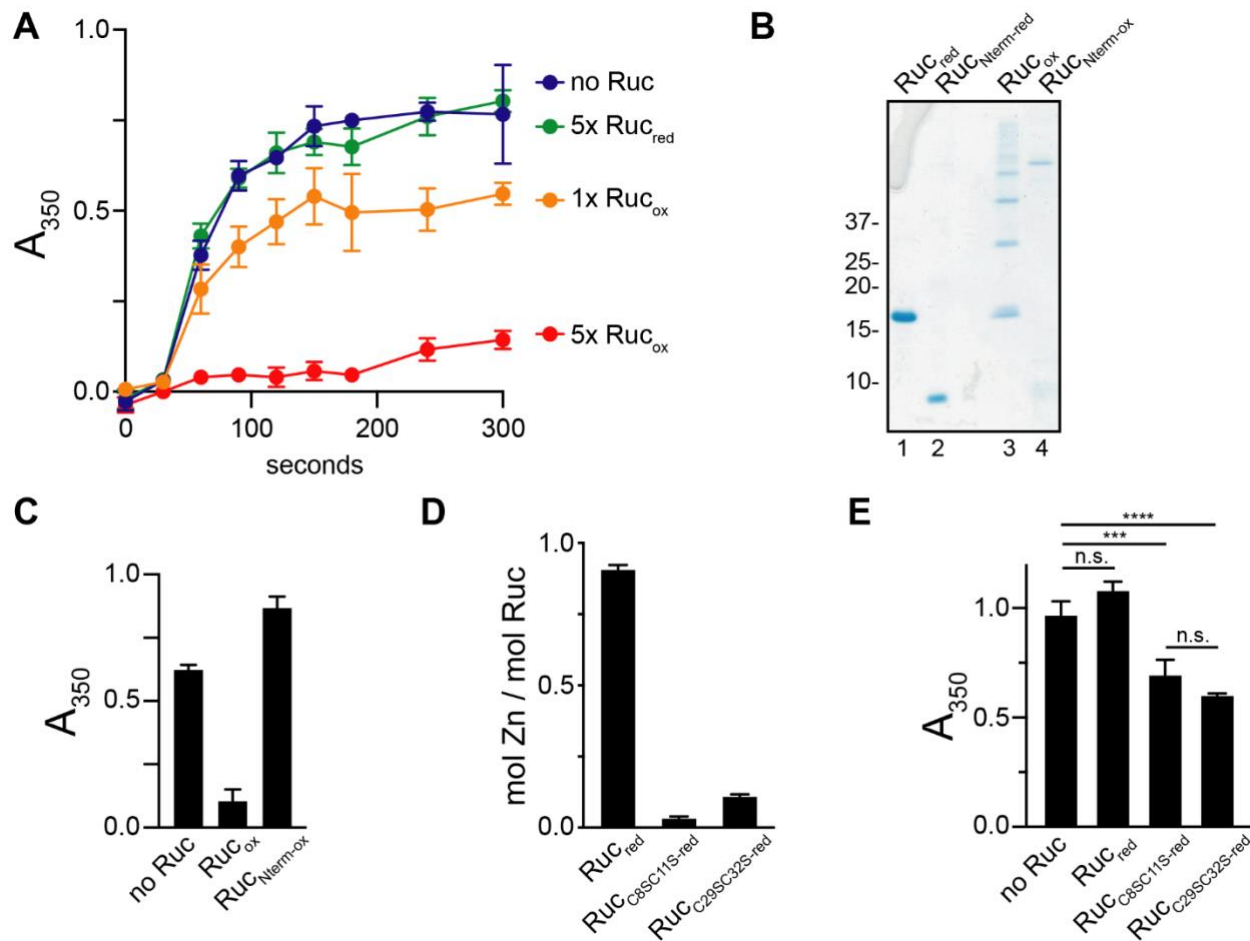 A
1.0
0.5
0.0
A350
0
100
200
300
seconds
no Ruc
5x Rucred
1x Rucox
5x Rucox
B
Rucred
RucNterm-red
Rucox
RucNterm-ox
37-
25-
20-
15-
10-
1 2 3 4
C
1.0
0.5
0.0
A350
no Ruc
Rucox
RucNterm-ox
D
1.0
0.5
0.0
mol Zn / mol Ruc
Rucred
RucC8SC11S-red
RucC29SC32S-red
E
****
***
n.s.
n.s.
1.0
0.5
0.0
A350
no Ruc
Rucred
RucC8SC11S-red
RucC29SC32S-red